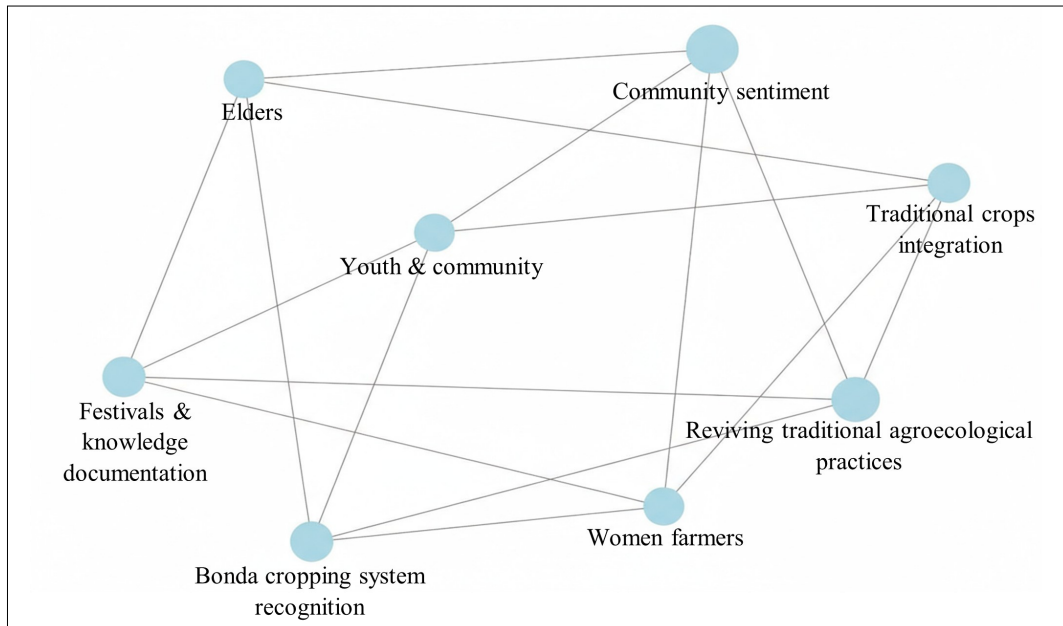 Community sentiment
Elders
Traditional crops
integration
Youth & community
Festivals &
knowledge
documentation
Reviving traditional agroecological
practices
Women farmers
Bonda cropping system
recognition